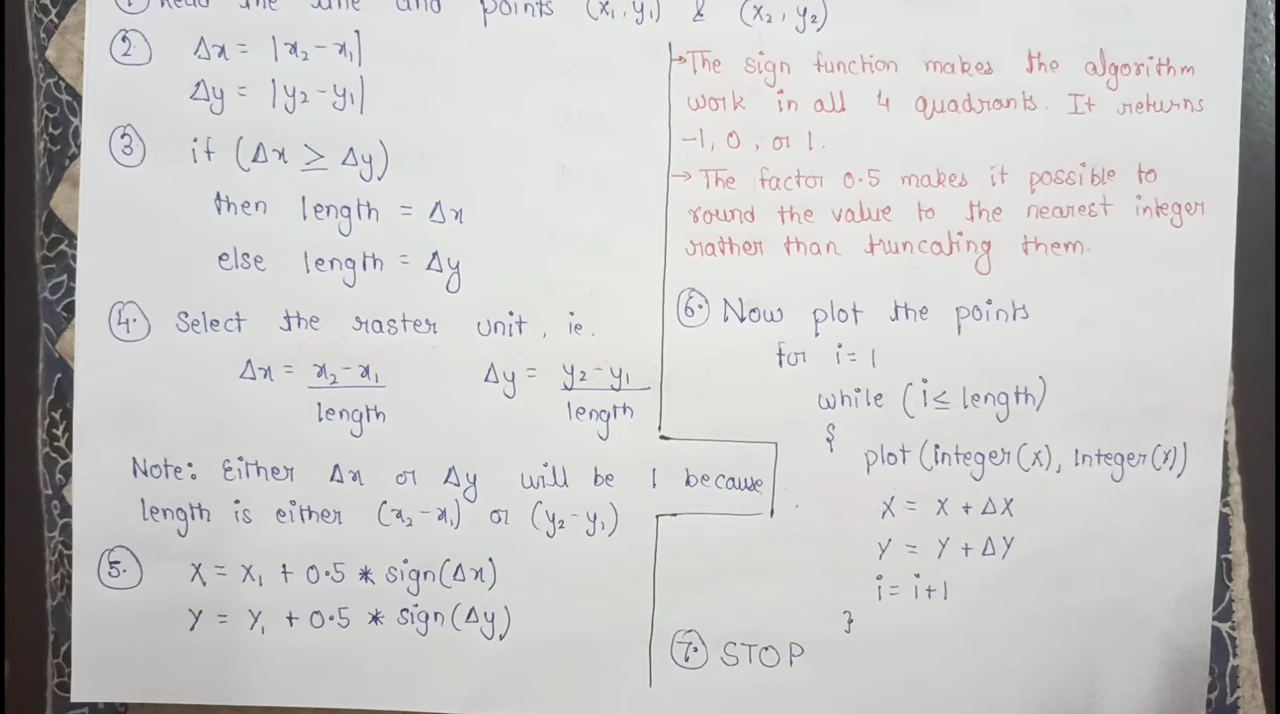 ① Read the line end points (x₁, y₁) & (x₂, y₂)
② Δx = |x₂ - x₁|
Δy = |y₂ - y₁|
③ if (Δx ≥ Δy)
then length = Δx
else length = Δy
④. Select the raster unit, ie.
Δx = x₂ - x₁ / length Δy = y₂ - y₁ / length
Note: Either Δx or Δy will be 1 because
length is either (x₂ - x₁) or (y₂ - y₁)
⑤. X = X₁ + 0.5 * sign(Δx)
Y = Y₁ + 0.5 * sign(Δy)
→ The sign function makes the algorithm
work in all 4 quadrants. It returns
-1, 0, or 1.
→ The factor 0.5 makes it possible to
round the value to the nearest integer
rather than truncating them.
⑥. Now plot the points
for i = 1
while (i ≤ length)
{
plot (integer(x), Integer(Y))
X = X + ΔX
Y = Y + ΔY
i = i+1
}
⑦. STOP